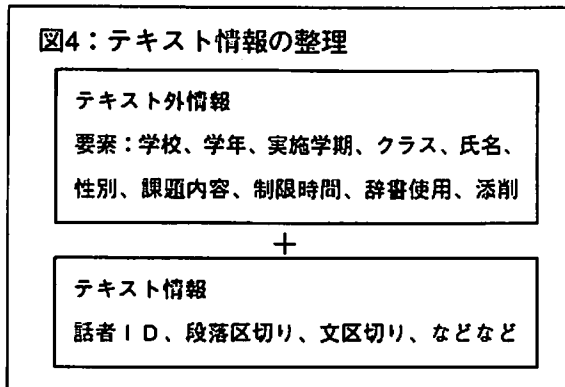 図4：テキスト情報の整理
テキスト外情報
要素：学校、学年、実施学期、クラス、氏名、
性別、課題内容、制限時間、辞書使用、添削
＋
テキスト情報
話者ＩＤ、段落区切り、文区切り、などなど